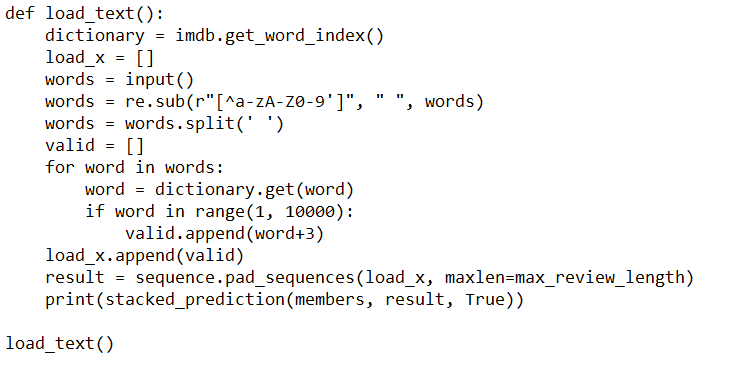 def load_text():
    dictionary = imdb.get_word_index()
    load_x = []
    words = input()
    words = re.sub(r"[^a-zA-Z0-9']", " ", words)
    words = words.split(' ')
    valid = []
    for word in words:
        word = dictionary.get(word)
        if word in range(1, 10000):
            valid.append(word+3)
    load_x.append(valid)
    result = sequence.pad_sequences(load_x, maxlen=max_review_length)
    print(stacked_prediction(members, result, True))

load_text()